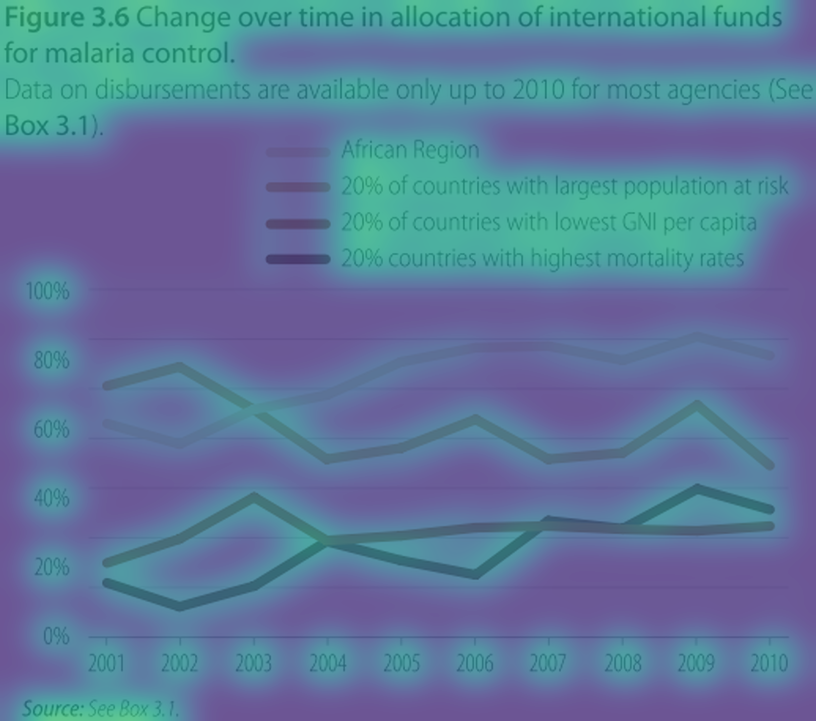 Figure 3.6 Change over time in allocation of international funds
for malaria control.
Data on disbursements are available only up to 2010 for most agencies (See
Box 3.1).
African Region
20% of countries with largest population at risk
20% of countries with lowest GNI per capita
20% countries with highest mortality rates
100%
80%
60%
40%
20%
0%
2001 2002 2003 2004 2005 2006 2007 2008 2009 2010
Source: See Box 3.1.